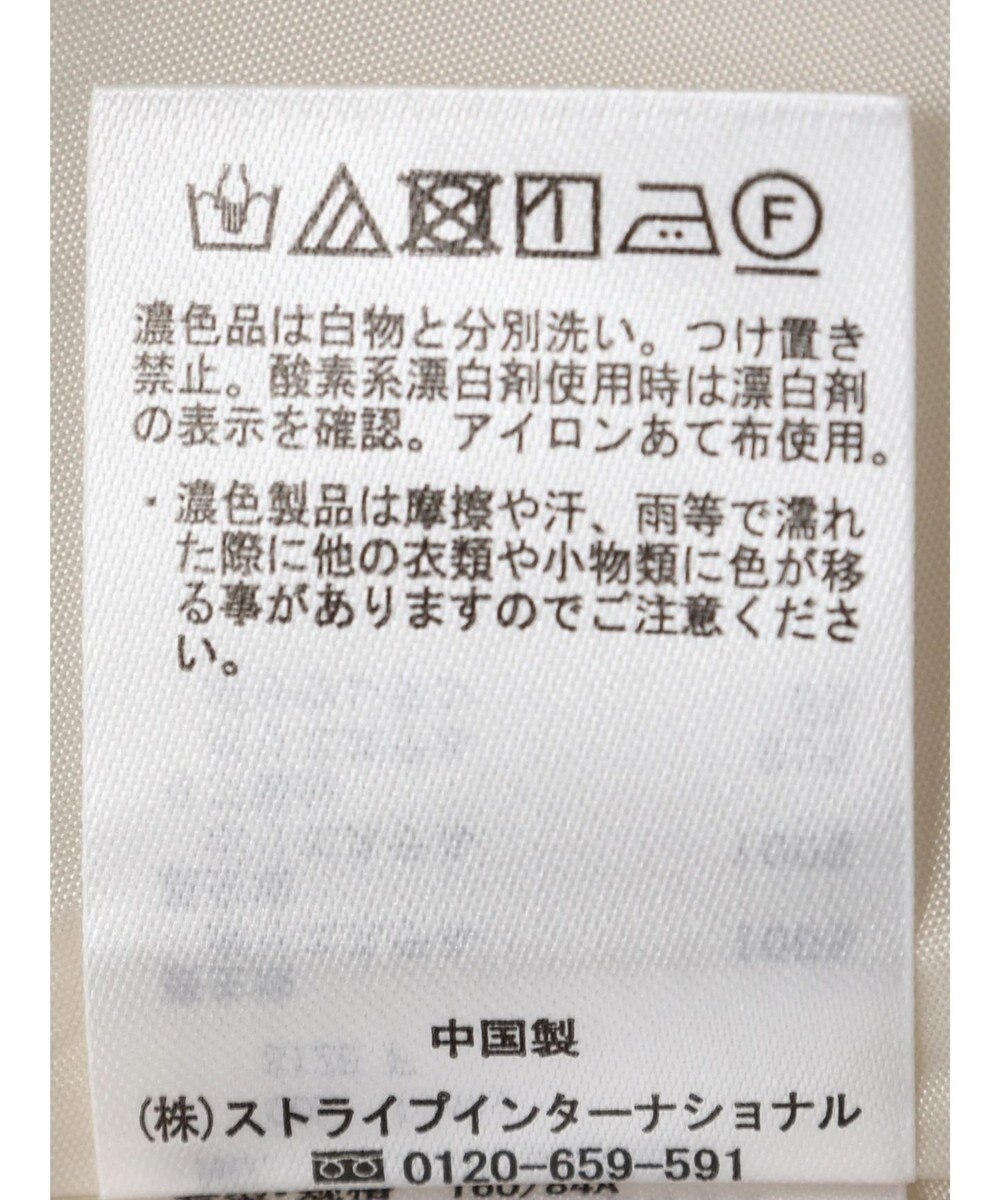 F
濃色品は白物と分別洗い。つけ置き
禁止。酸素系漂白剤使用時は漂白剤
の表示を確認。アイロンあて布使用。
・濃色製品は摩擦や汗、雨等で濡れ
た際に他の衣類や小物類に色が移
る事がありますのでご注意くださ
い。
中国製
(株)ストライプインターナショナル
0120-659-591
160/84A